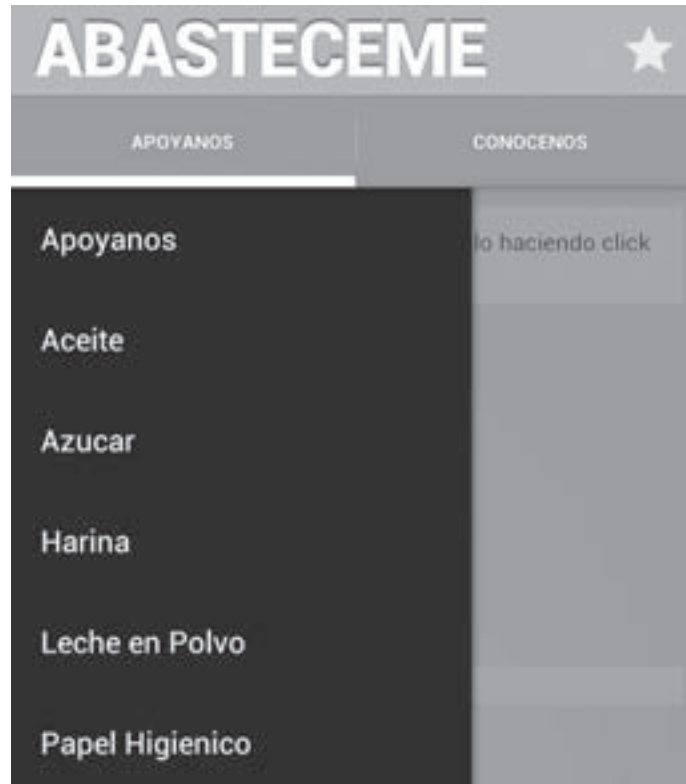 ABASTECEME
APOYANOS CONOCENOS
Apoyanos
lo haciendo click
Aceite
Azucar
Harina
Leche en Polvo
Papel Higienico